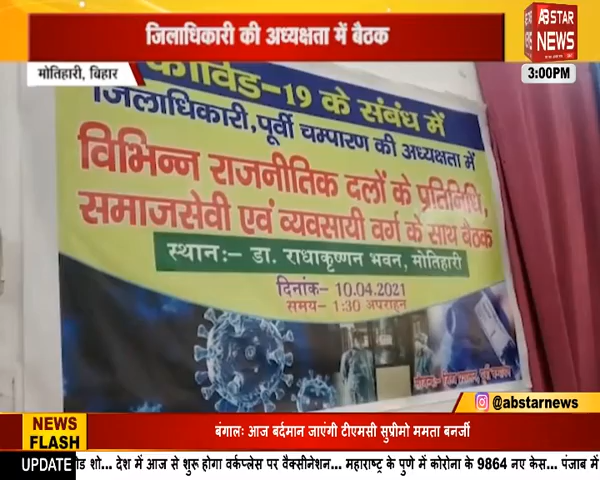 जिलाधिकारी की अध्यक्षता में बैठक
ABSTAR
NEWS
मोतिहारी, बिहार
3:00PM
कोविड-19 के संबंध में
जिलाधिकारी, पूर्वी चम्पारण की अध्यक्षता में
विभिन्न राजनीतिक दलों के प्रतिनिधि,
समाजसेवी एवं व्यवसायी वर्ग के साथ बैठक
स्थान:- डा. राधाकृष्णन भवन, मोतिहारी
दिनांक- 10.04.2021
समय- 1:30 अपराहन
@abstarnews
NEWS
FLASH
बंगालः आज बर्दमान जाएंगी टीएमसी सुप्रीमो ममता बनर्जी
UPDATE
शो... देश में आज से शुरू होगा वर्कप्लेस पर वैक्सीनेशन... महाराष्ट्र के पुणे में कोरोना के 9864 नए केस... पंजाब में